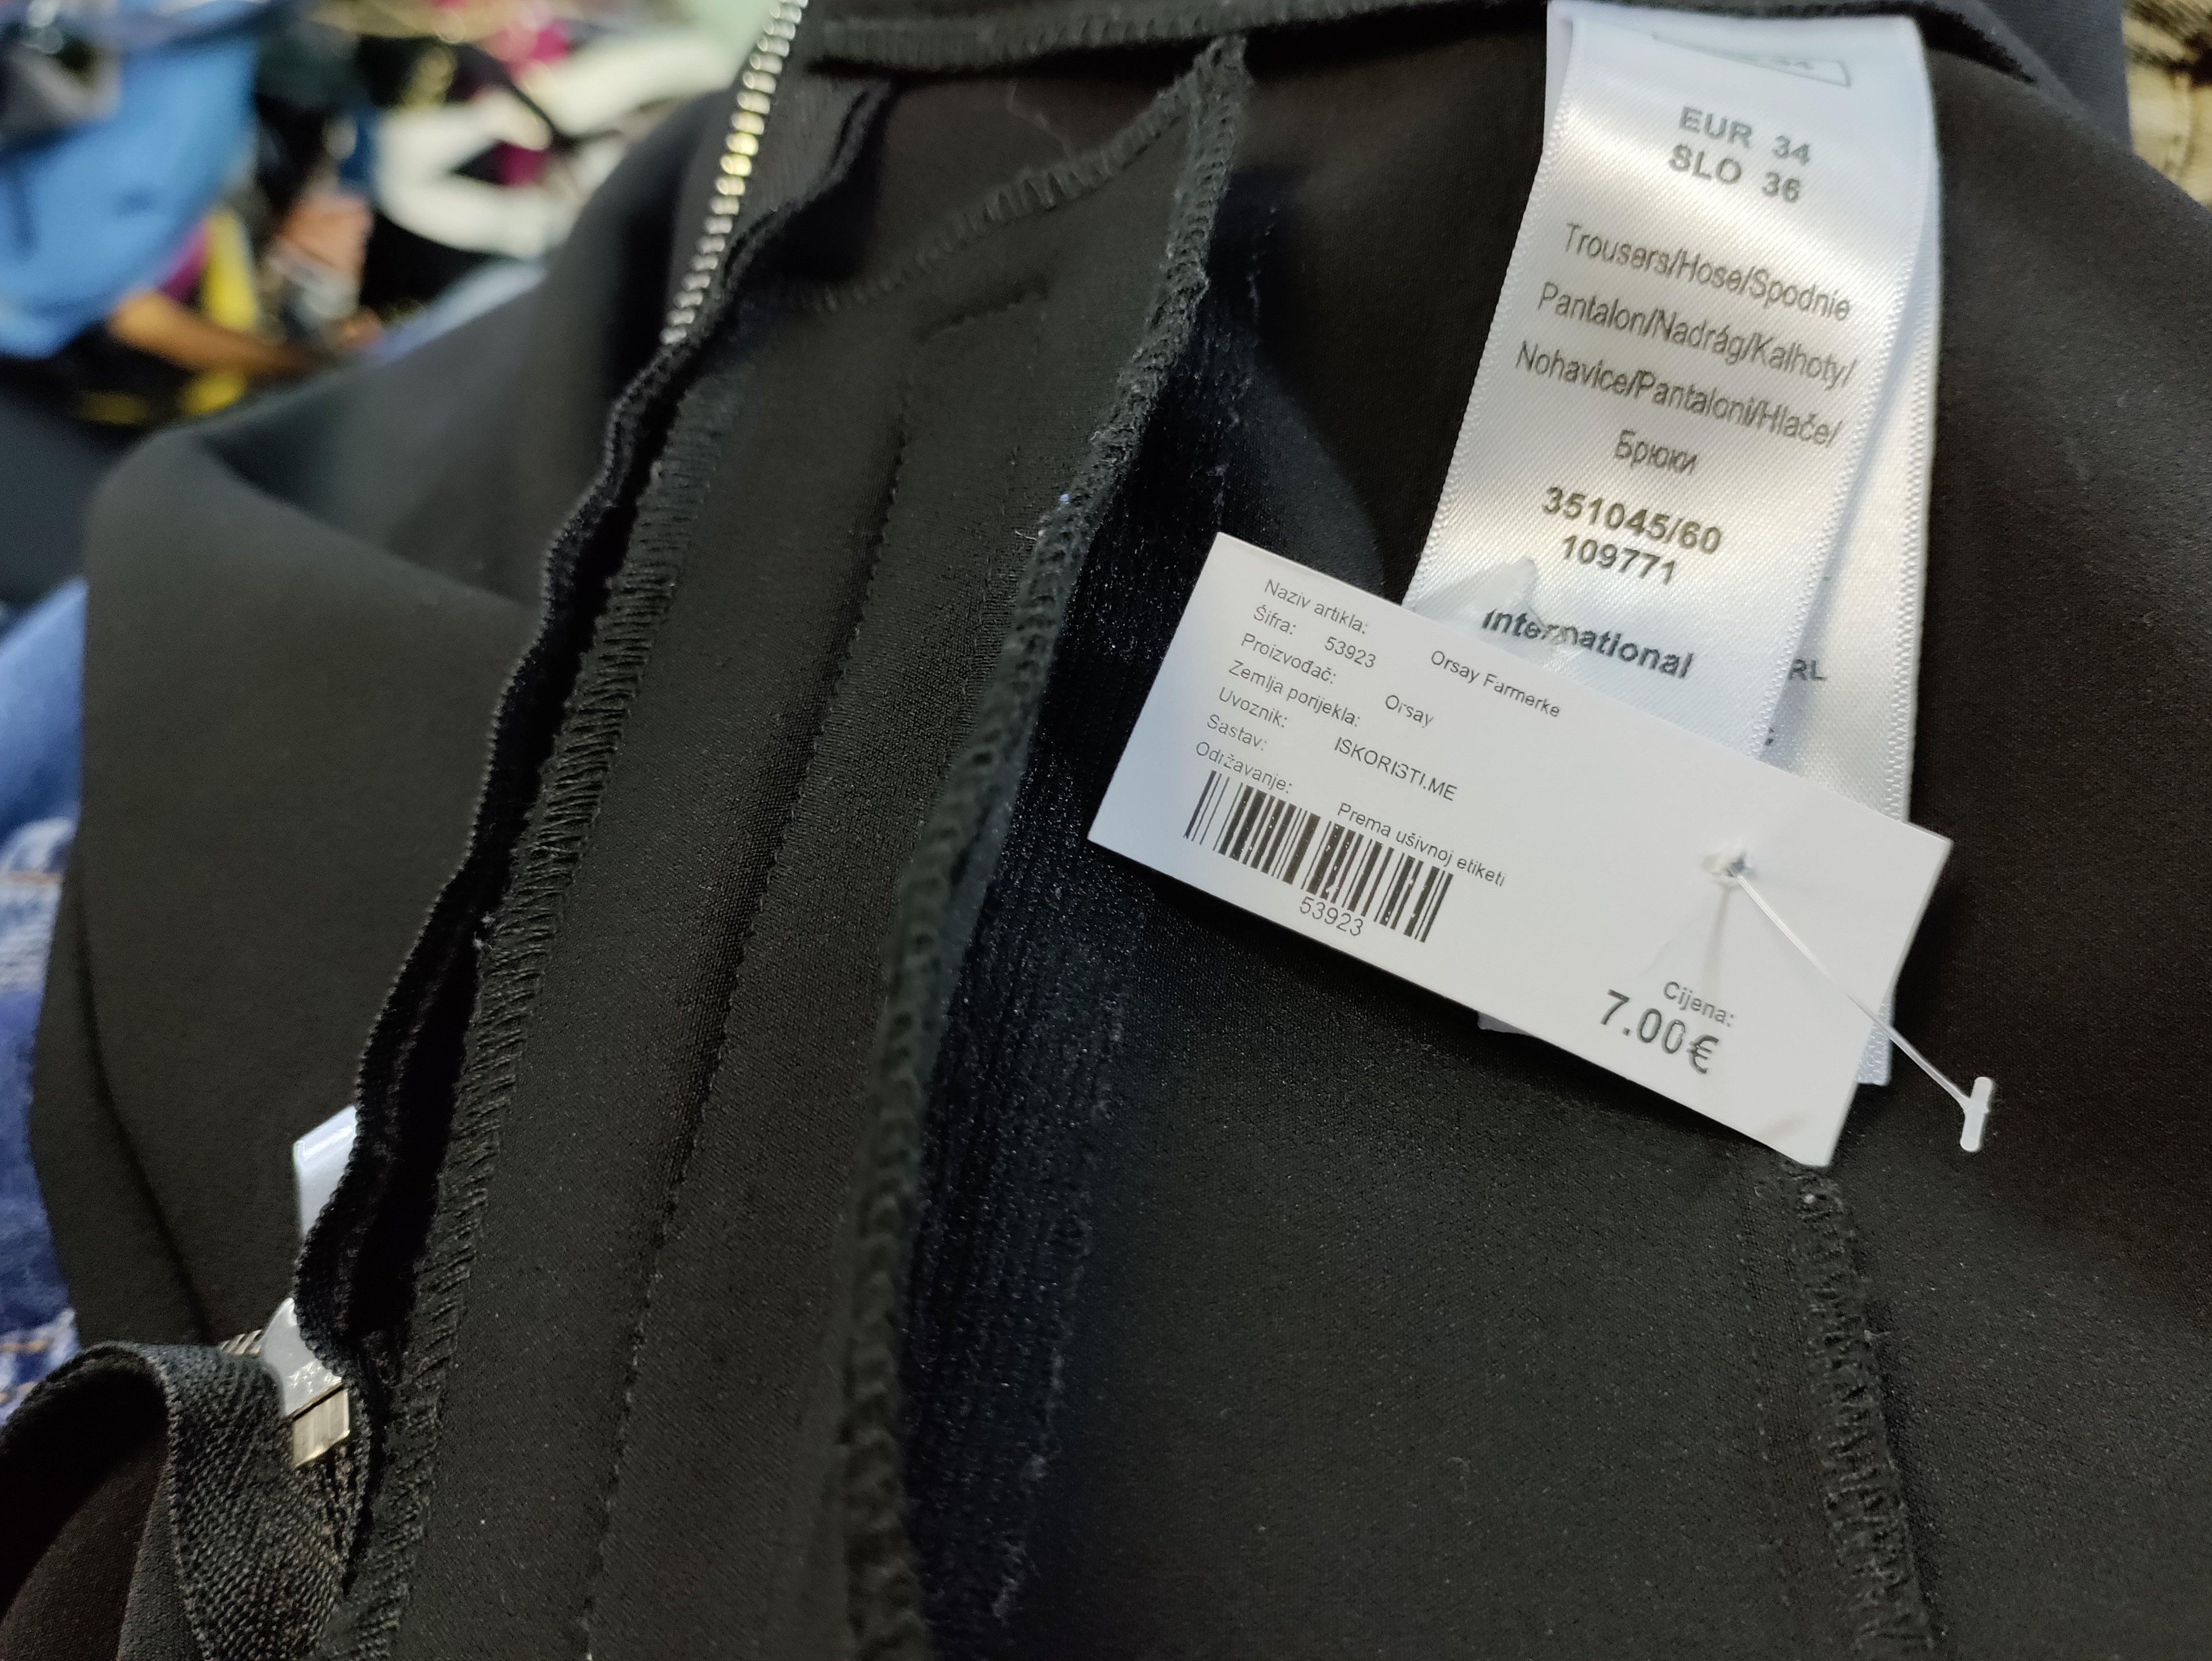 EUR 34
SLO 36
Trousers/Hose/Spodnie
Pantalon/Nadrág/Kalhoty/
Nohavice/Pantaloni/Hlače/
Брюки
351045/60
109771
International
RL
Naziv artikla: Orsay Farmerke
Šifra: 53923
Proizvođač: Orsay
Zemlja porijekla:
Uvoznik: ISKORISTI.ME
Sastav:
Održavanje: Prema ušivnoj etiketi
53923
Cijena:
7.00€